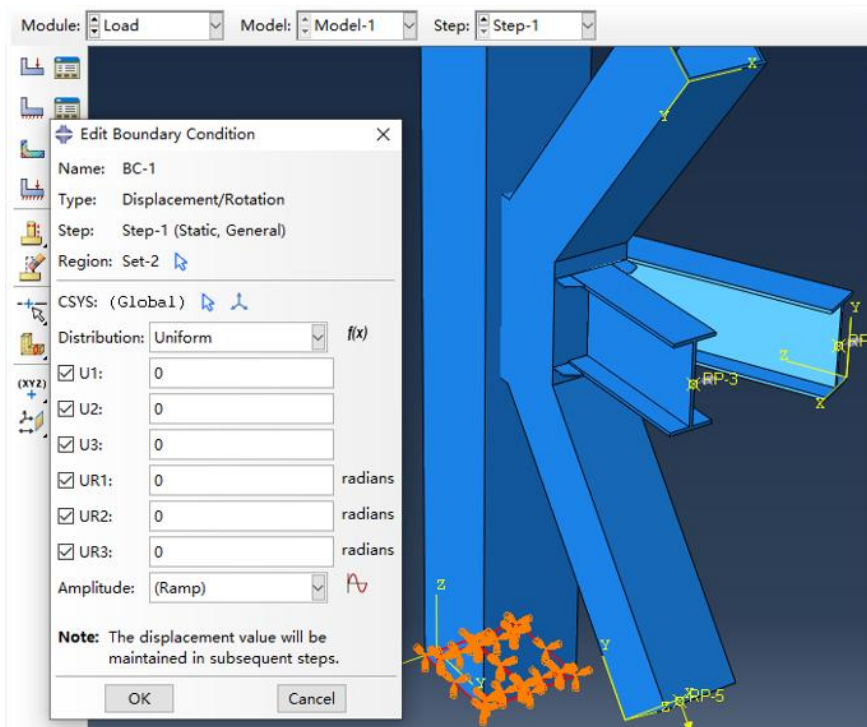 Module: Load Model: Model-1 Step: Step-1
Edit Boundary Condition
Name: BC-1
Type: Displacement/Rotation
Step: Step-1 (Static, General)
Region: Set-2
CSYS: (Global)
Distribution: Uniform f(x)
U1: 0
U2: 0
U3: 0
UR1: 0 radians
UR2: 0 radians
UR3: 0 radians
Amplitude: (Ramp)
Note: The displacement value will be
maintained in subsequent steps.
OK Cancel
(XYZ)
X
Y
Y
RP
Z
X
RP-3
Z
Y
Y
X
RP-5
Z